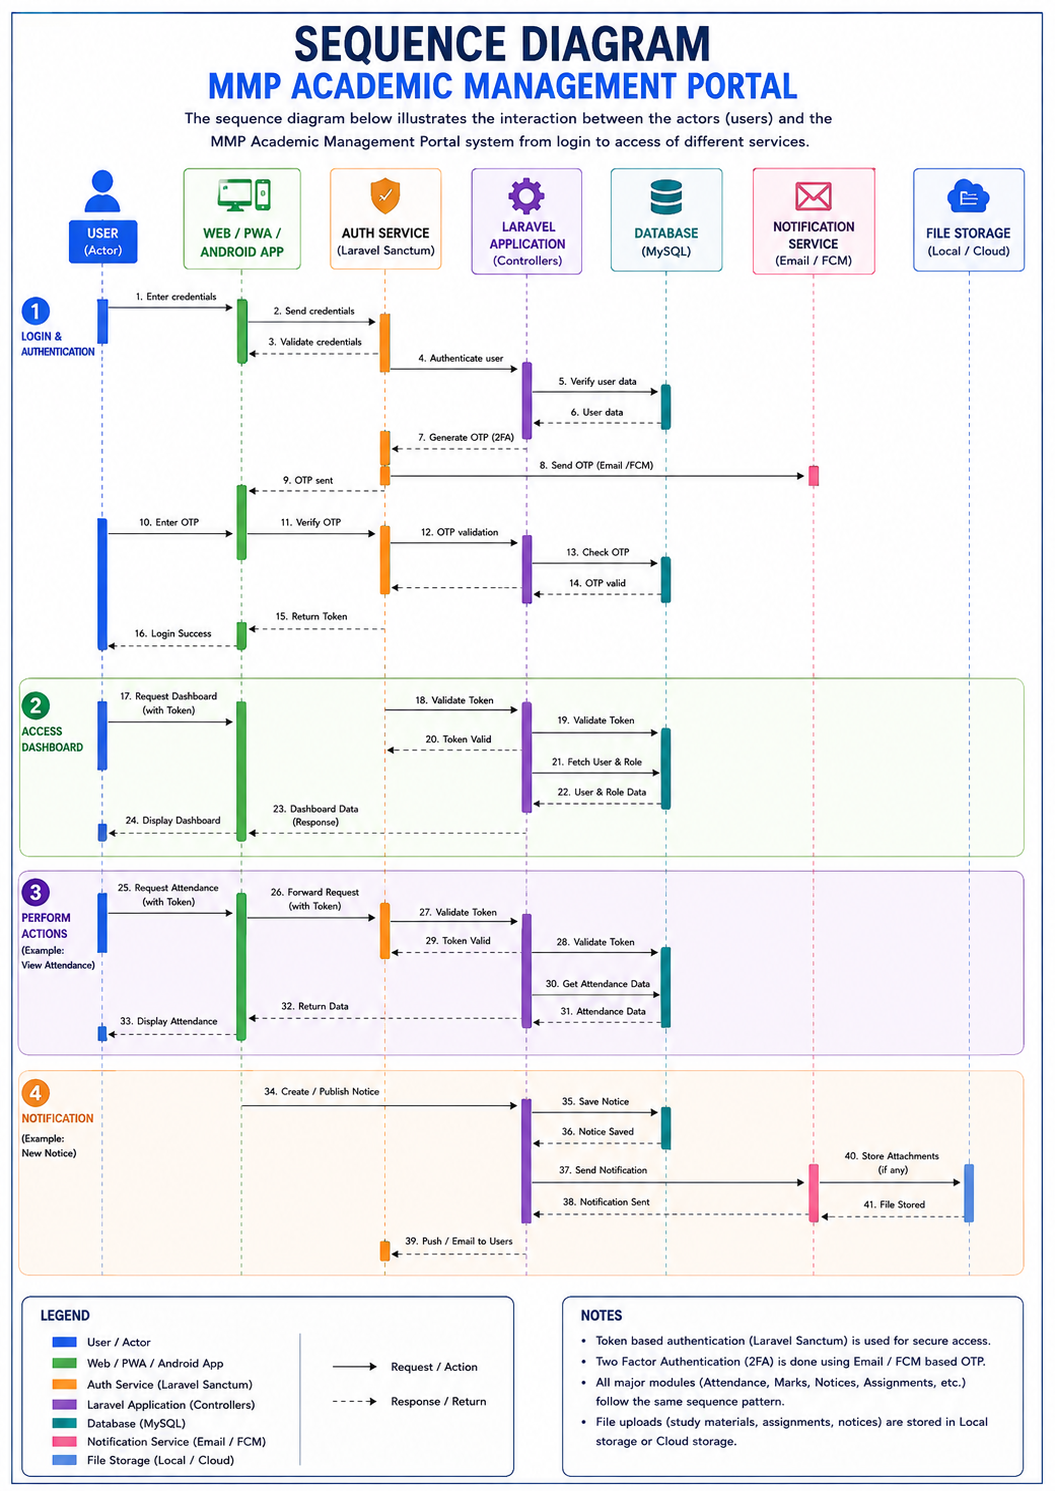 SEQUENCE DIAGRAM
MMP ACADEMIC MANAGEMENT PORTAL
The sequence diagram below illustrates the interaction between the actors (users) and the
MMP Academic Management Portal system from login to access of different services.
USER
(Actor)
WEB / PWA /
ANDROID APP
AUTH SERVICE
(Laravel Sanctum)
LARAVEL
APPLICATION
(Controllers)
DATABASE
(MySQL)
NOTIFICATION
SERVICE
(Email / FCM)
FILE STORAGE
(Local / Cloud)
1
LOGIN &
AUTHENTICATION
1. Enter credentials
2. Send credentials
3. Validate credentials
4. Authenticate user
5. Verify user data
6. User data
7. Generate OTP (2FA)
8. Send OTP (Email /FCM)
9. OTP sent
10. Enter OTP
11. Verify OTP
12. OTP validation
13. Check OTP
14. OTP valid
15. Return Token
16. Login Success
2
ACCESS
DASHBOARD
17. Request Dashboard
(with Token)
18. Validate Token
19. Validate Token
20. Token Valid
21. Fetch User & Role
22. User & Role Data
23. Dashboard Data
(Response)
24. Display Dashboard
3
PERFORM
ACTIONS
(Example:
View Attendance)
25. Request Attendance
(with Token)
26. Forward Request
(with Token)
27. Validate Token
28. Validate Token
29. Token Valid
30. Get Attendance Data
31. Attendance Data
32. Return Data
33. Display Attendance
4
NOTIFICATION
(Example:
New Notice)
34. Create / Publish Notice
35. Save Notice
36. Notice Saved
37. Send Notification
38. Notification Sent
39. Push / Email to Users
40. Store Attachments
(if any)
41. File Stored
LEGEND
User / Actor
Web / PWA / Android App
Auth Service (Laravel Sanctum)
Laravel Application (Controllers)
Database (MySQL)
Notification Service (Email / FCM)
File Storage (Local / Cloud)
Request / Action
Response / Return
NOTES
• Token based authentication (Laravel Sanctum) is used for secure access.
• Two Factor Authentication (2FA) is done using Email / FCM based OTP.
• All major modules (Attendance, Marks, Notices, Assignments, etc.)
follow the same sequence pattern.
• File uploads (study materials, assignments, notices) are stored in Local
storage or Cloud storage.